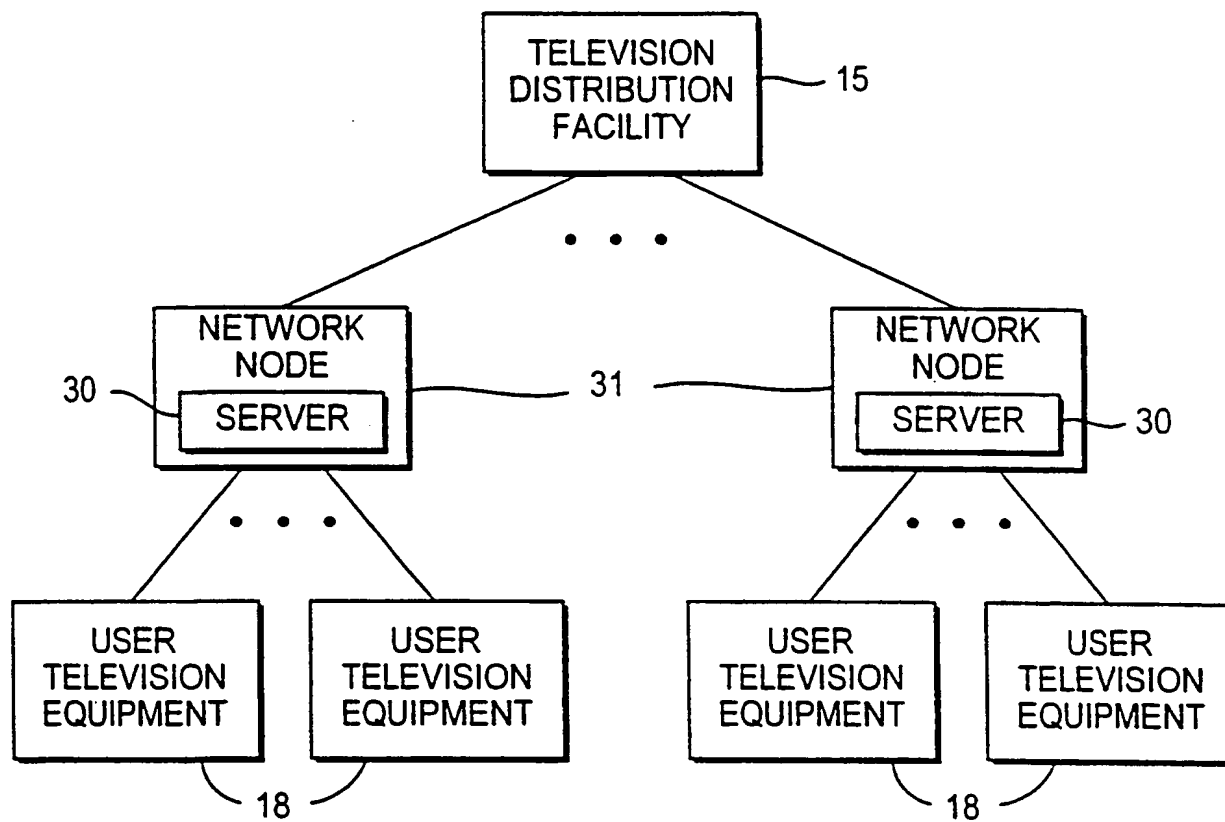 TELEVISION
DISTRIBUTION
FACILITY
15
NETWORK
NODE
SERVER
30
31
NETWORK
NODE
SERVER
30
USER
TELEVISION
EQUIPMENT
USER
TELEVISION
EQUIPMENT
18
USER
TELEVISION
EQUIPMENT
USER
TELEVISION
EQUIPMENT
18